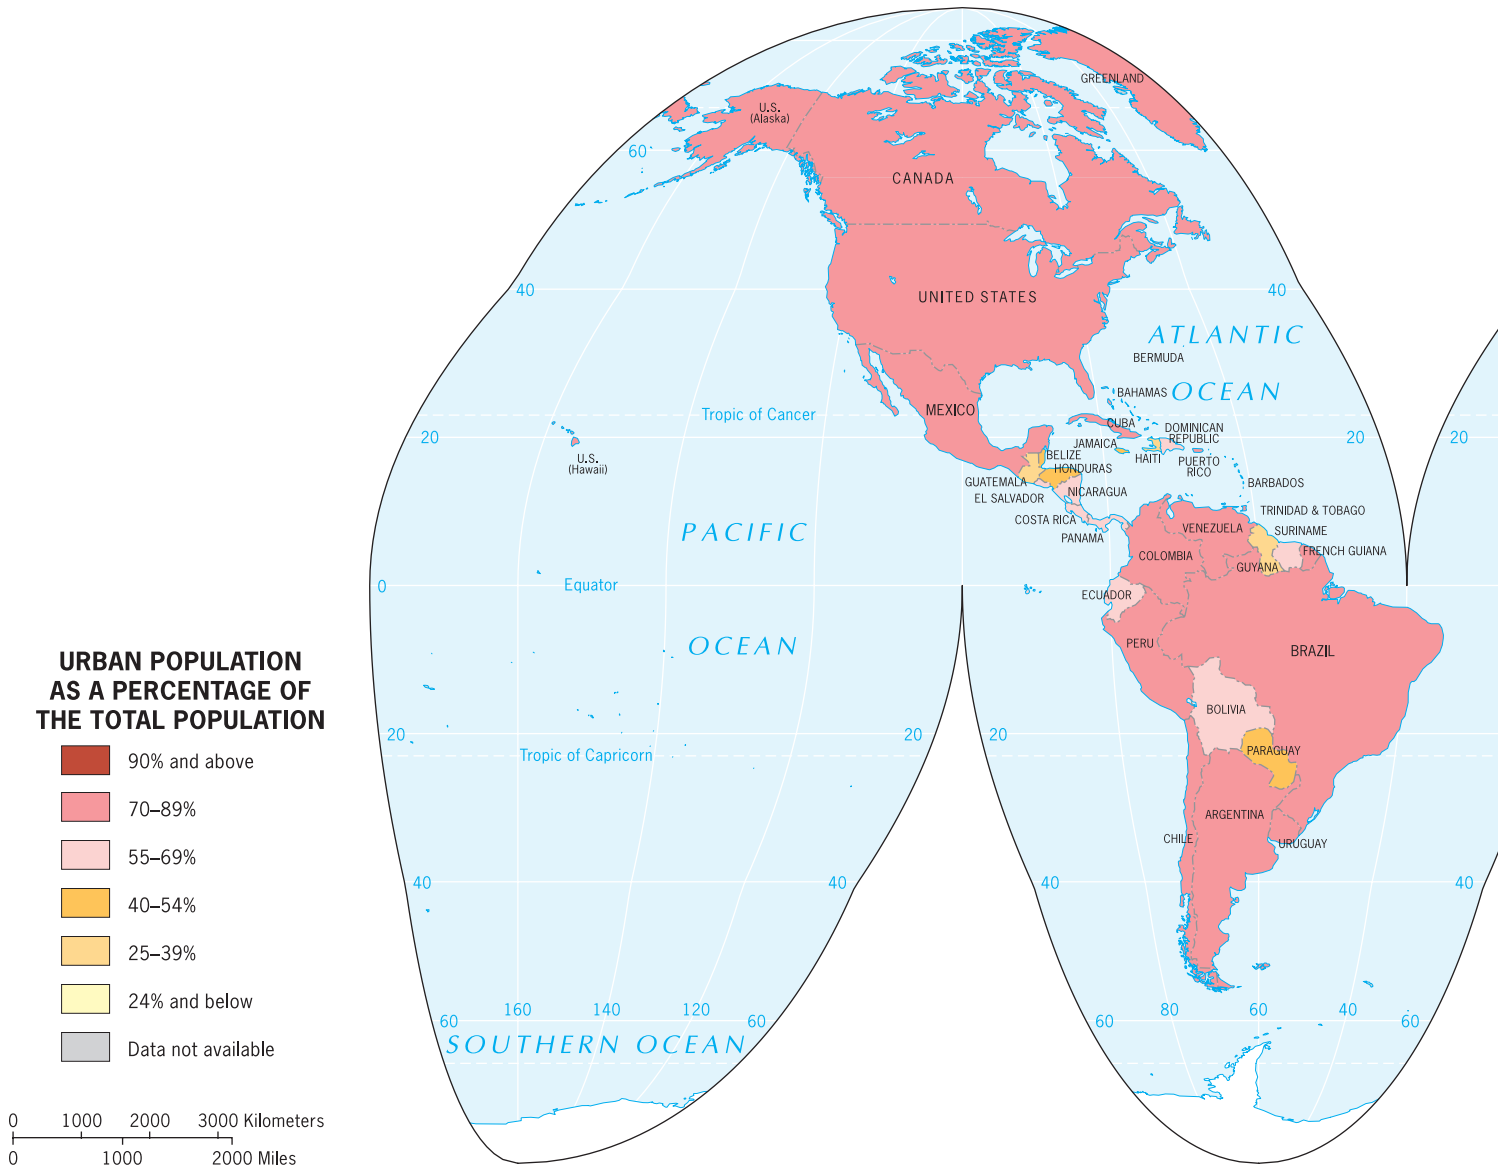 GREENLAND
U.S.
(Alaska)
60
CANADA
40
UNITED STATES
40
ATLANTIC
BERMUDA
OCEAN
BAHAMAS
Tropic of Cancer
MEXICO
CUBA
DOMINICAN
REPUBLIC
20
20
20
JAMAICA
HAITI
PUERTO
RICO
U.S.
(Hawaii)
BELIZE
HONDURAS
GUATEMALA
NICARAGUA
EL SALVADOR
BARBADOS
COSTA RICA
TRINIDAD & TOBAGO
PANAMA
PACIFIC
VENEZUELA
SURINAME
FRENCH GUIANA
COLOMBIA
GUYANA
0
Equator
ECUADOR
OCEAN
PERU
BRAZIL
BOLIVIA
20
20
20
Tropic of Capricorn
PARAGUAY
ARGENTINA
CHILE
URUGUAY
40
40
40
40
160
140
120
80
60
40
60
60
60
60
SOUTHERN OCEAN
URBAN POPULATION
AS A PERCENTAGE OF
THE TOTAL POPULATION
90% and above
70–89%
55–69%
40–54%
25–39%
24% and below
Data not available
0 1000 2000 3000 Kilometers
0 1000 2000 Miles